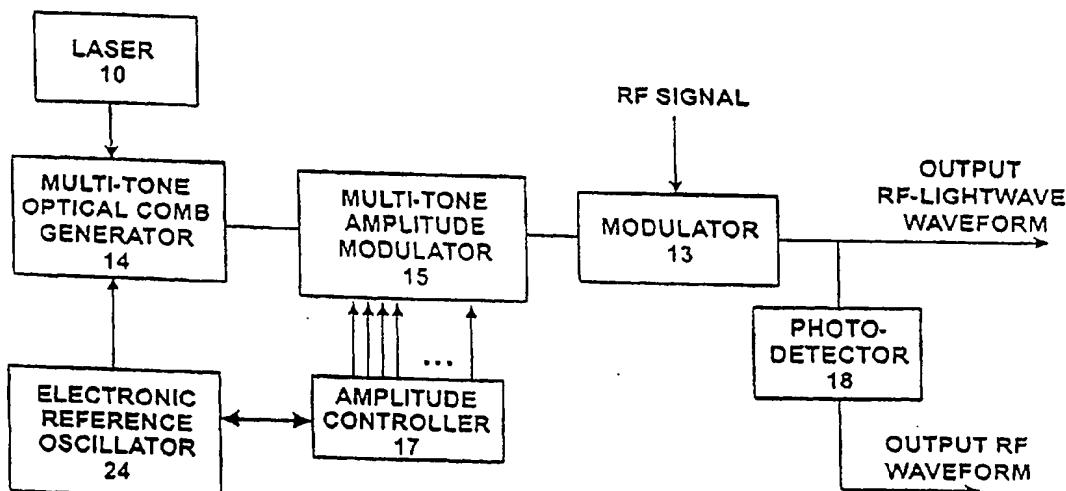 LASER
10
RF SIGNAL
MULTI-TONE
OPTICAL COMB
GENERATOR
14
MULTI-TONE
AMPLITUDE
MODULATOR
15
MODULATOR
13
OUTPUT
RF-LIGHTWAVE
WAVEFORM
PHOTO-
DETECTOR
18
ELECTRONIC
REFERENCE
OSCILLATOR
24
...
AMPLITUDE
CONTROLLER
17
OUTPUT RF
WAVEFORM